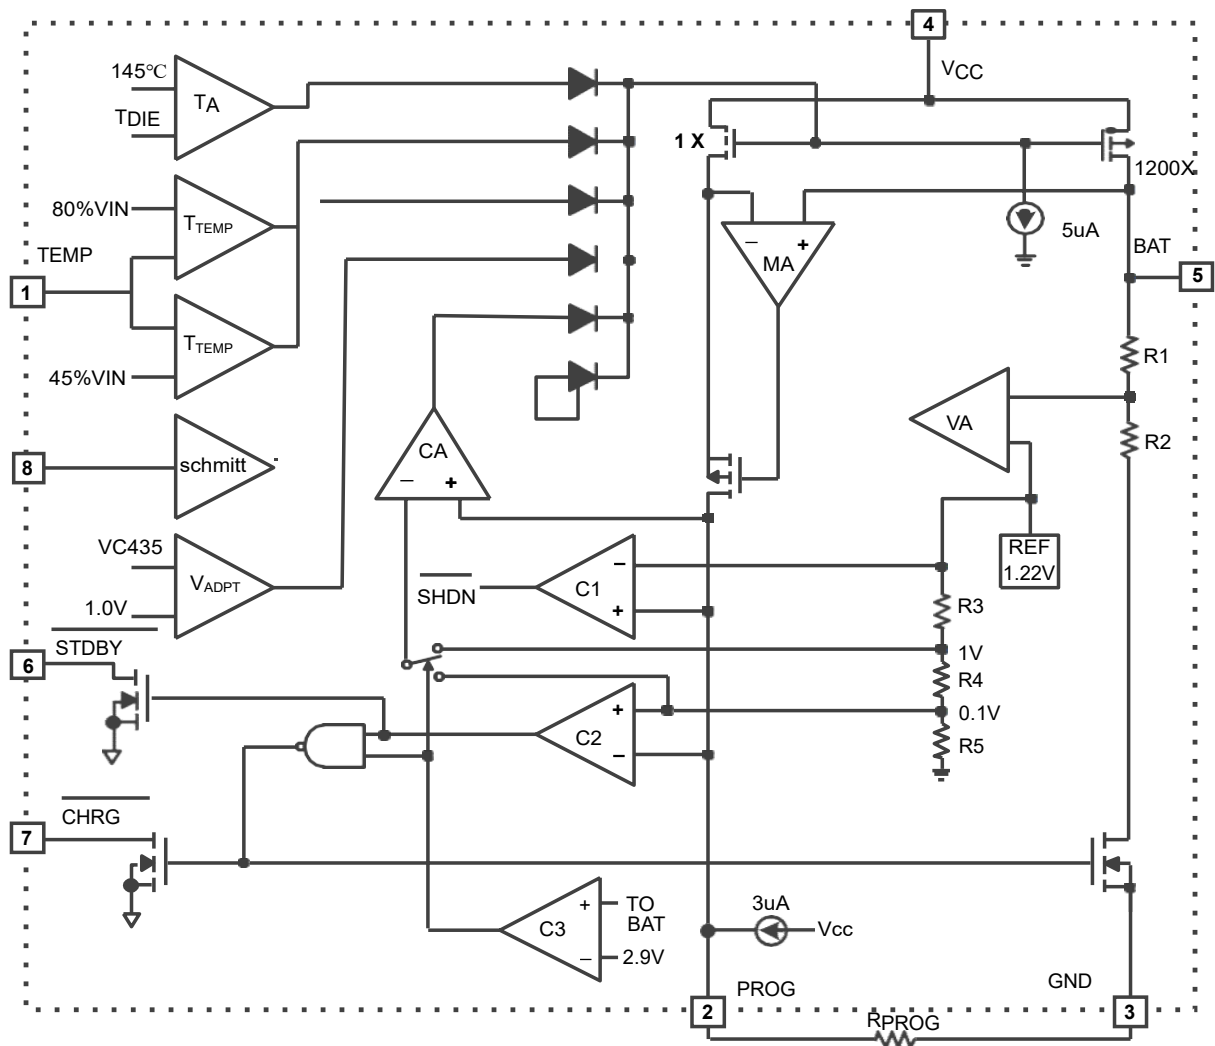 4
VCC
145℃
TA
TDIE
1 X
1200X
80%VIN
TTEMP
TEMP
1
TTEMP
45%VIN
− +
MA
5uA
BAT
5
R1
VA
R2
8
schmitt
CA
− +
REF
1.22V
VC435
VADPT
1.0V
SHDN
−
C1
+
R3
1V
R4
0.1V
R5
STDBY
6
+
C2
−
CHRG
7
+
TO
BAT
C3
−
2.9V
3uA
Vcc
PROG
GND
2
RPROG
3